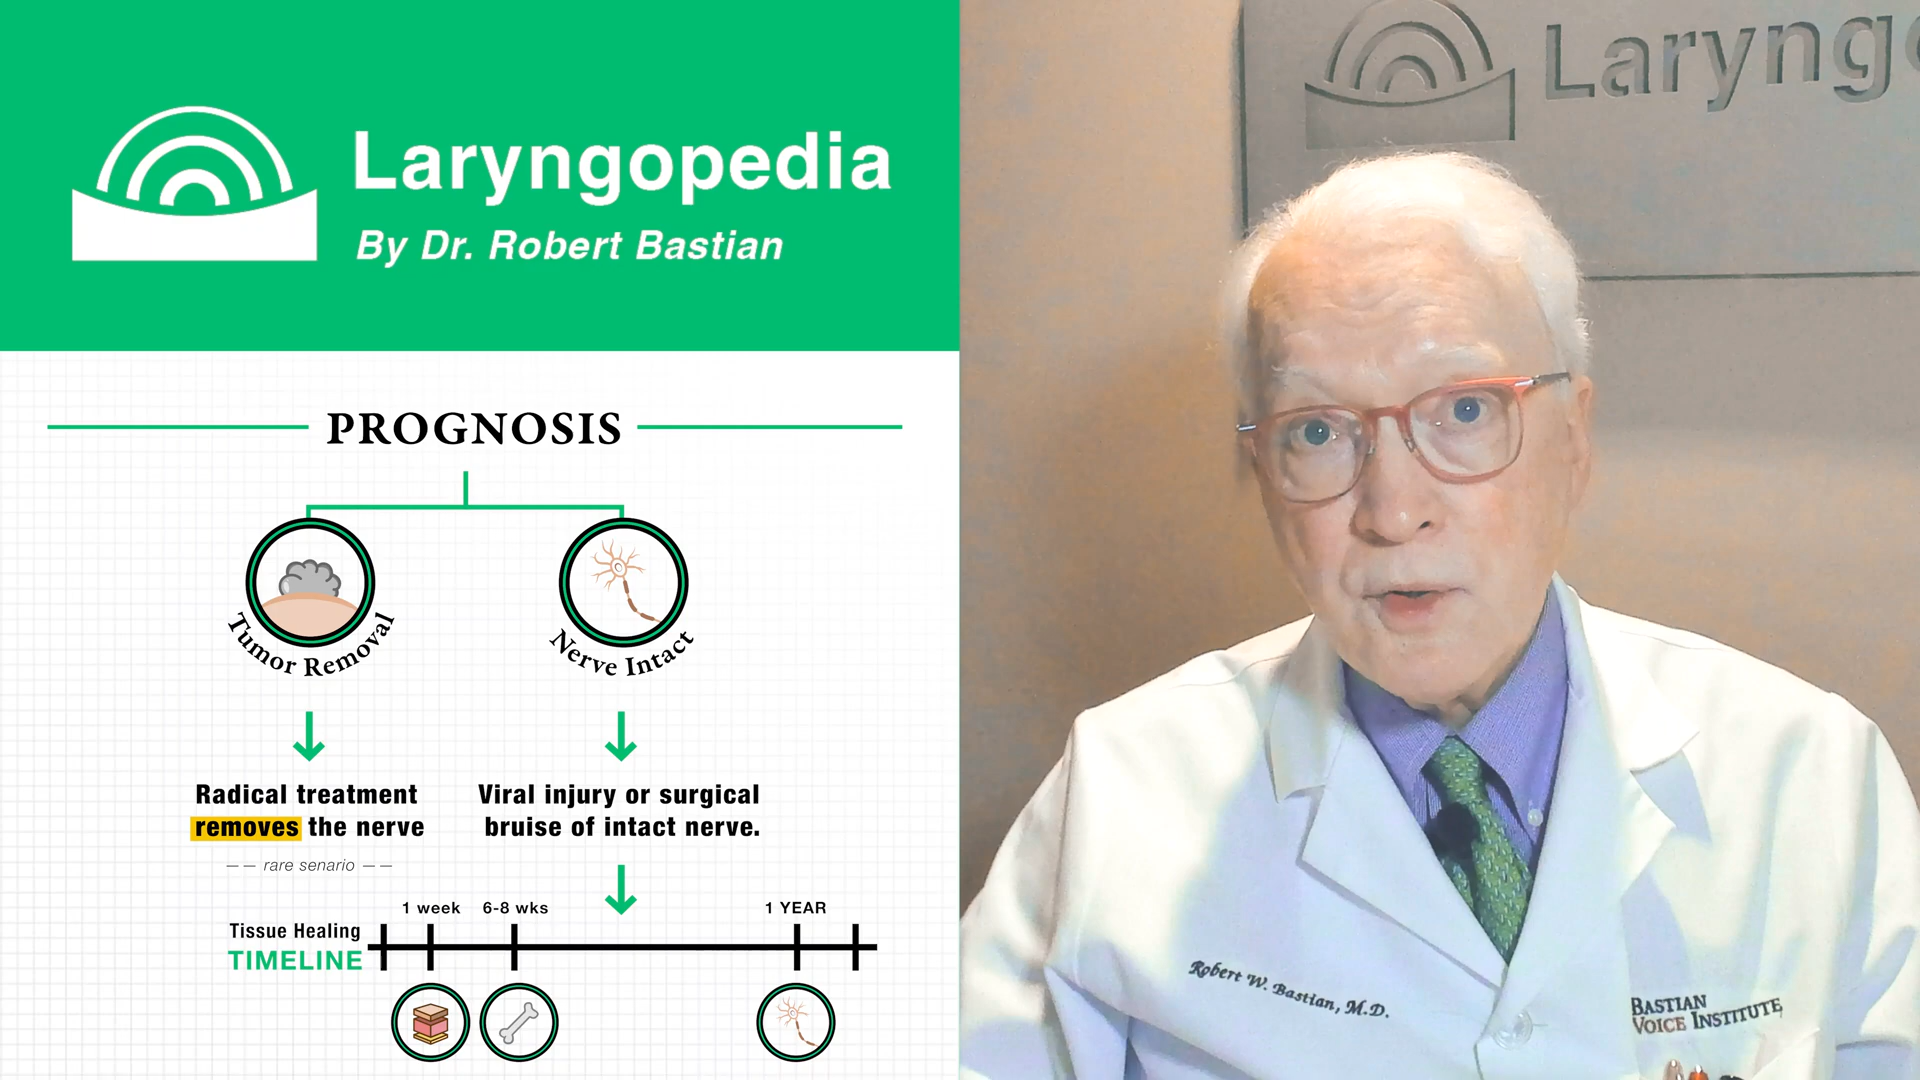 Laryngopedia
By Dr. Robert Bastian
PROGNOSIS
Tumor Removal
Nerve Intact
Radical treatment
removes the nerve
— — rare senario — —
Viral injury or surgical
bruise of intact nerve.
1 week
6-8 wks
1 YEAR
Tissue Healing
TIMELINE
Laryngo
Robert W. Bastian, M.D.
BASTIAN
VOICE INSTITUTE